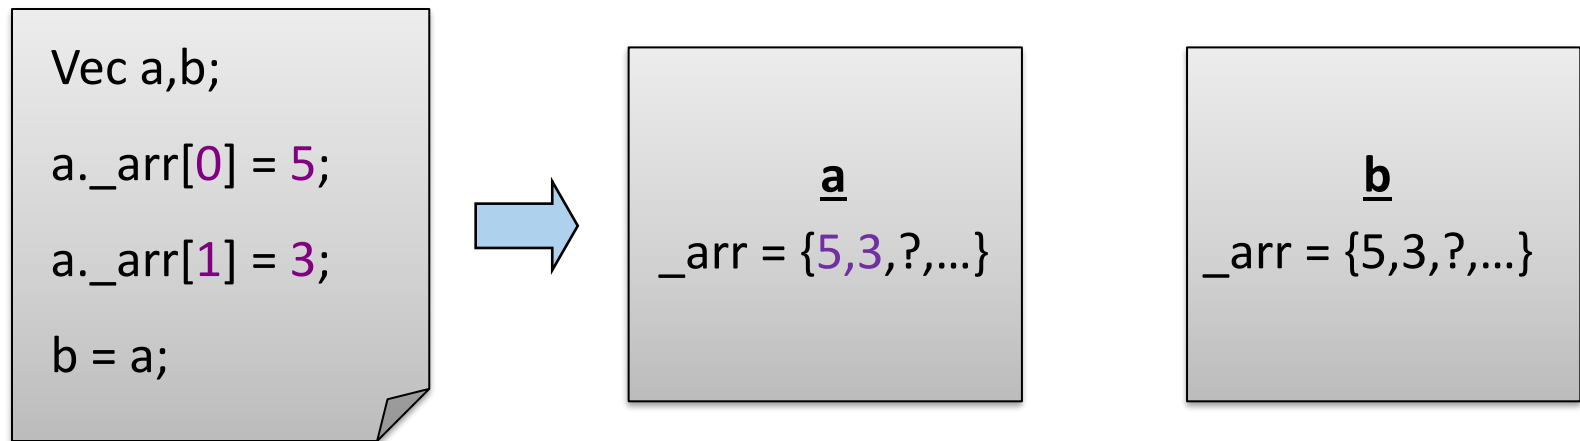 Vec a,b;
a._arr[0] = 5;
a._arr[1] = 3;
b = a;
a
_arr = {5,3,?,...}
b
_arr = {5,3,?,...}